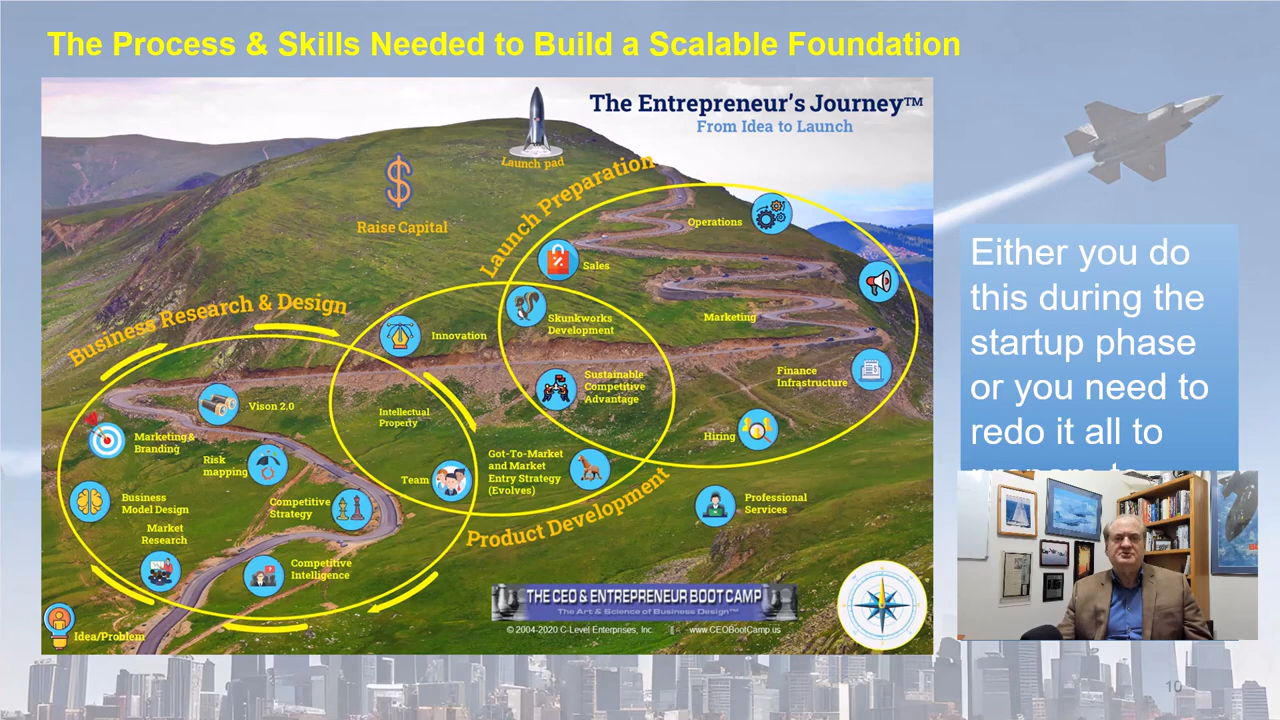 The Process & Skills Needed to Build a Scalable Foundation
The Entrepreneur's Journey™
From Idea to Launch
Launch pad
Raise Capital
Launch Preparation
Operations
Sales
Skunkworks
Development
Marketing
Finance
Infrastructure
Sustainable
Competitive
Advantage
Hiring
Business Research & Design
Innovation
Intellectual
Property
Team
Got-To-Market
and Market
Entry Strategy
(Evolves)
Product Development
Professional
Services
Vison 2.0
Marketing &
Branding
Risk
mapping
Business
Model Design
Competitive
Strategy
Market
Research
Competitive
Intelligence
Idea/Problem
THE CEO & ENTREPRENEUR BOOT CAMP
The Art & Science of Business Design™
© 2004-2020 C-Level Enterprises, Inc.
www.CEOBootCamp.us
Either you do
this during the
startup phase
or you need to
redo it all to
10